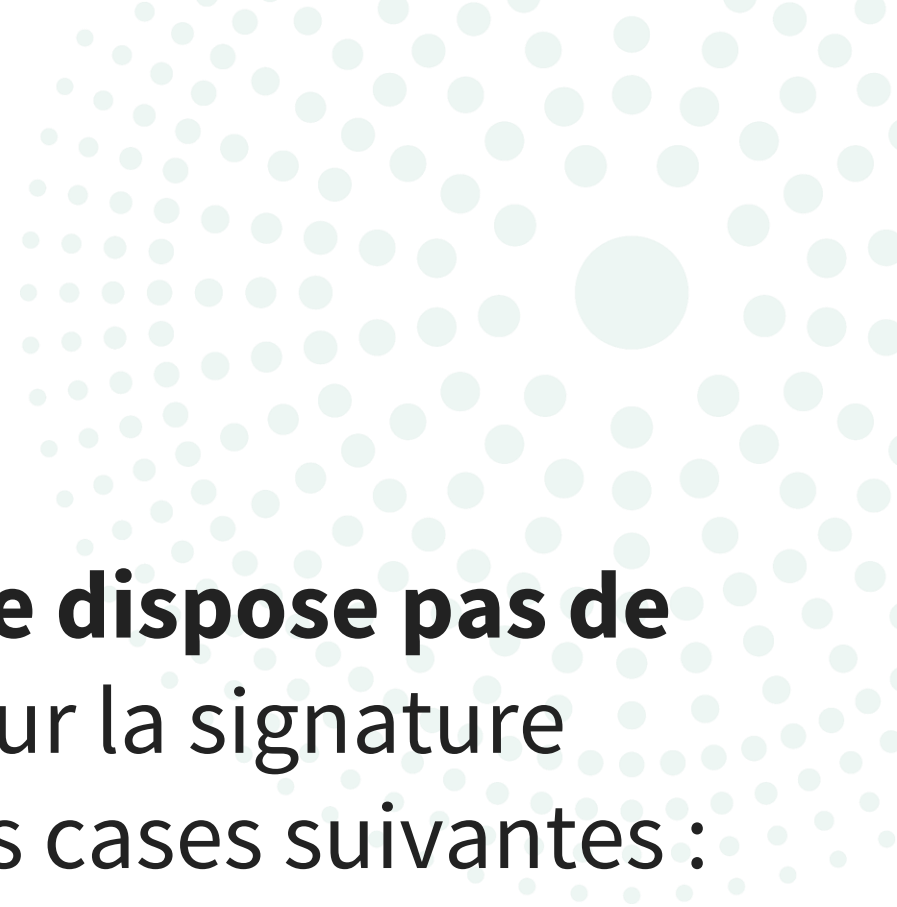 e dispose pas de
ur la signature
s cases suivantes :